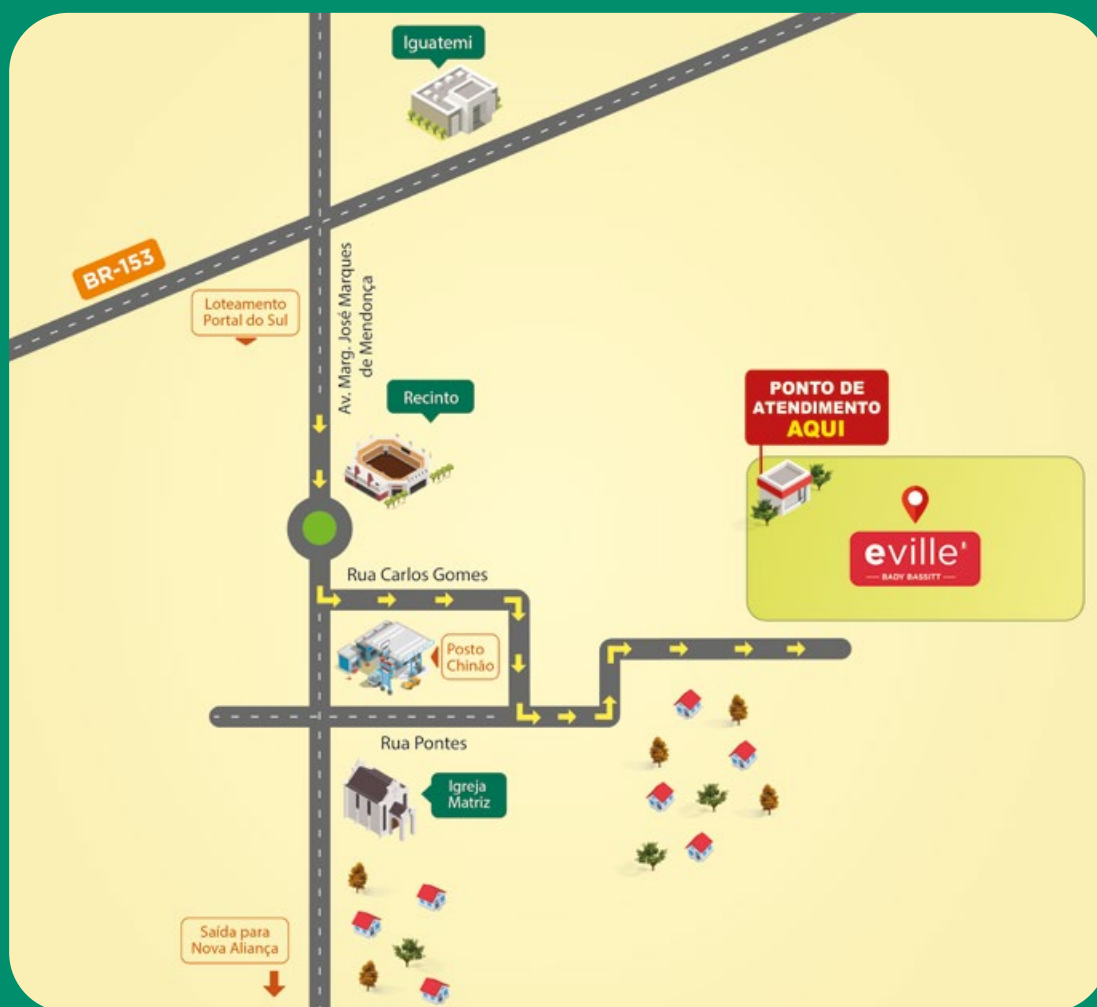 Iguatemi
BR-153
Av. Marg. José Marques
de Mendonça
Loteamento
Portal do Sul
Recinto
PONTO DE
ATENDIMENTO
AQUI
eville
BADY BASSITT
Rua Carlos Gomes
Posto
Chinão
Rua Pontes
Igreja
Matriz
Saída para
Nova Aliança